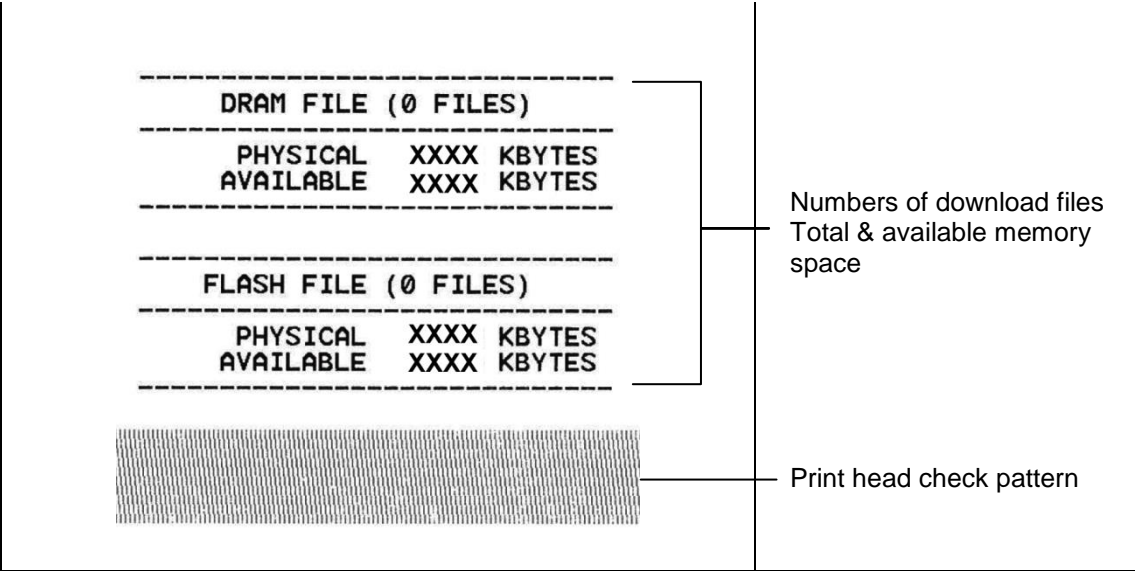 DRAM FILE (0 FILES)
PHYSICAL XXXX KBYTES
AVAILABLE XXXX KBYTES
FLASH FILE (0 FILES)
PHYSICAL XXXX KBYTES
AVAILABLE XXXX KBYTES
Numbers of download files
Total & available memory
space
Print head check pattern